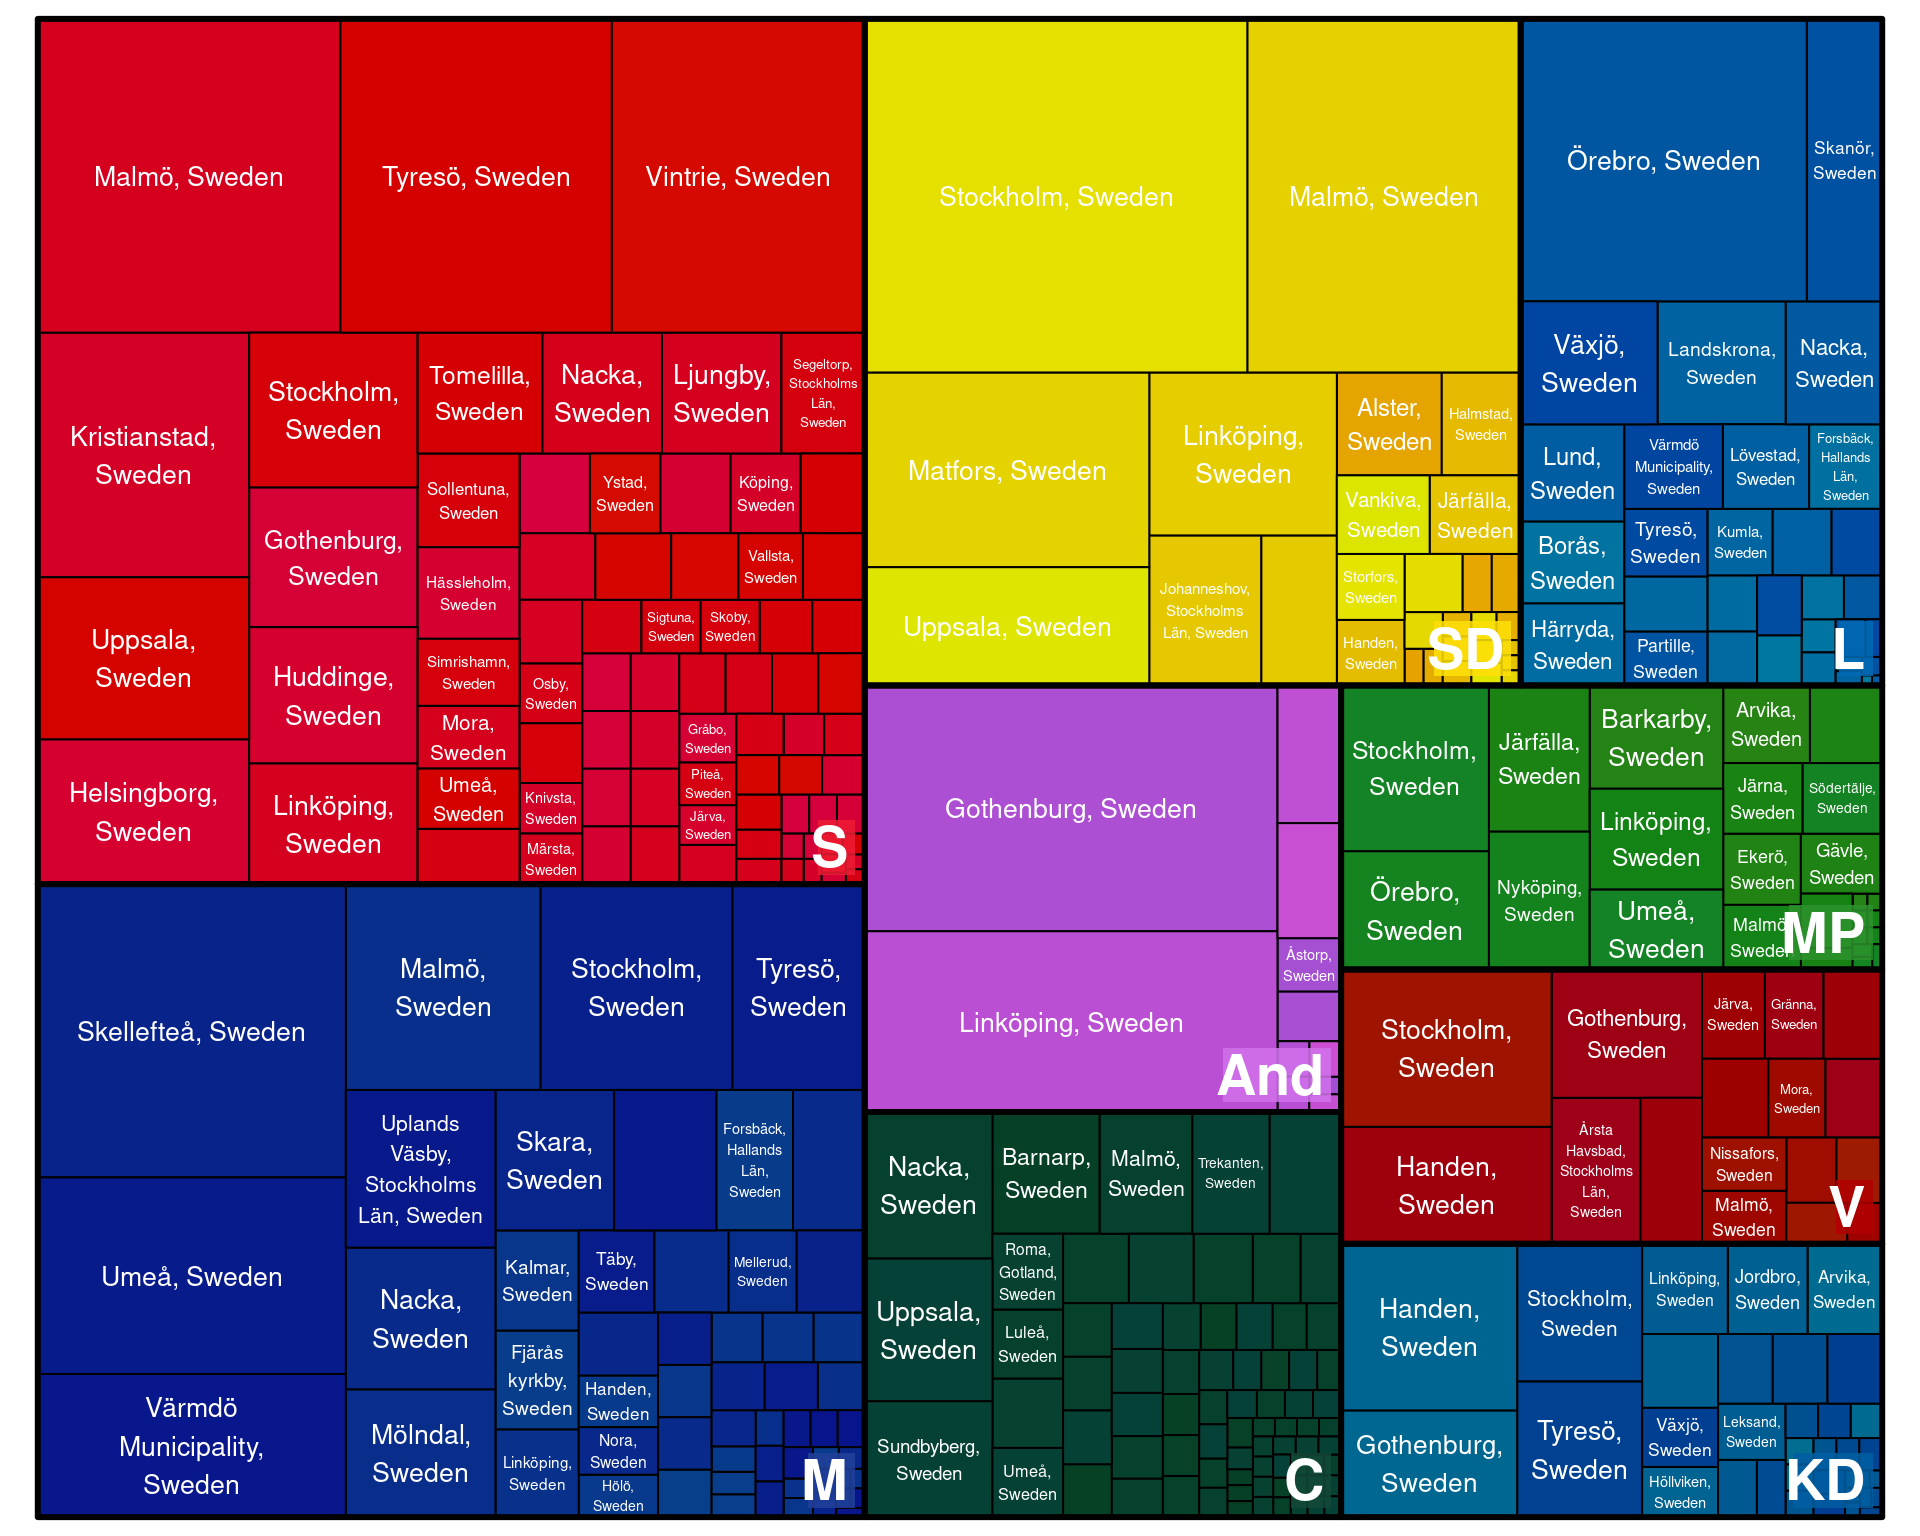 Malmö, Sweden
Tyresö, Sweden
Vintrie, Sweden
Kristianstad,
Sweden
Uppsala,
Sweden
Helsingborg,
Sweden
Stockholm,
Sweden
Gothenburg,
Sweden
Huddinge,
Sweden
Linköping,
Sweden
Tomelilla,
Sweden
Nacka,
Sweden
Ljungby,
Sweden
Segeltorp,
Stockholms
Län,
Sweden
Sollentuna,
Sweden
Hässleholm,
Sweden
Simrishamn,
Sweden
Mora,
Sweden
Umeå,
Sweden
Ystad,
Sweden
Köping,
Sweden
Vallsta,
Sweden
Sigtuna,
Sweden
Skoby,
Sweden
Osby,
Sweden
Knivsta,
Sweden
Märsta,
Sweden
Gråbo,
Sweden
Piteå,
Sweden
Järva,
Sweden
S
Stockholm, Sweden
Malmö, Sweden
Matfors, Sweden
Uppsala, Sweden
Linköping,
Sweden
Johanneshov,
Stockholms
Län, Sweden
Alster,
Sweden
Halmstad,
Sweden
Vankiva,
Sweden
Järfälla,
Sweden
Storfors,
Sweden
Handen,
Sweden
SD
Örebro, Sweden
Skanör,
Sweden
Växjö,
Sweden
Landskrona,
Sweden
Nacka,
Sweden
Lund,
Sweden
Borås,
Sweden
Härryda,
Sweden
Värmdö
Municipality,
Sweden
Lövestad,
Sweden
Forsbäck,
Hallands
Län,
Sweden
Tyresö,
Sweden
Kumla,
Sweden
Partille,
Sweden
L
Skellefteå, Sweden
Umeå, Sweden
Värmdö
Municipality,
Sweden
Malmö,
Sweden
Stockholm,
Sweden
Tyresö,
Sweden
Uplands
Väsby,
Stockholms
Län, Sweden
Nacka,
Sweden
Mölndal,
Sweden
Skara,
Sweden
Forsbäck,
Hallands
Län,
Sweden
Kalmar,
Sweden
Fjärås
kyrkby,
Sweden
Linköping,
Sweden
Täby,
Sweden
Mellerud,
Sweden
Handen,
Sweden
Nora,
Sweden
Hölö,
Sweden
M
Gothenburg, Sweden
Linköping, Sweden
Åstorp,
Sweden
And
Nacka,
Sweden
Uppsala,
Sweden
Sundbyberg,
Sweden
Barnarp,
Sweden
Malmö,
Sweden
Trekanten,
Sweden
Roma,
Gotland,
Sweden
Luleå,
Sweden
Umeå,
Sweden
C
Stockholm,
Sweden
Örebro,
Sweden
Järfälla,
Sweden
Nyköping,
Sweden
Barkarby,
Sweden
Linköping,
Sweden
Umeå,
Sweden
Arvika,
Sweden
Järna,
Sweden
Södertälje,
Sweden
Ekerö,
Sweden
Gävle,
Sweden
Malmö,
Sweden
MP
Stockholm,
Sweden
Handen,
Sweden
Gothenburg,
Sweden
Årsta
Havsbad,
Stockholms
Län,
Sweden
Järva,
Sweden
Gränna,
Sweden
Mora,
Sweden
Nissafors,
Sweden
Malmö,
Sweden
V
Handen,
Sweden
Gothenburg,
Sweden
Stockholm,
Sweden
Tyresö,
Sweden
Linköping,
Sweden
Jordbro,
Sweden
Arvika,
Sweden
Växjö,
Sweden
Höllviken,
Sweden
Leksand,
Sweden
KD